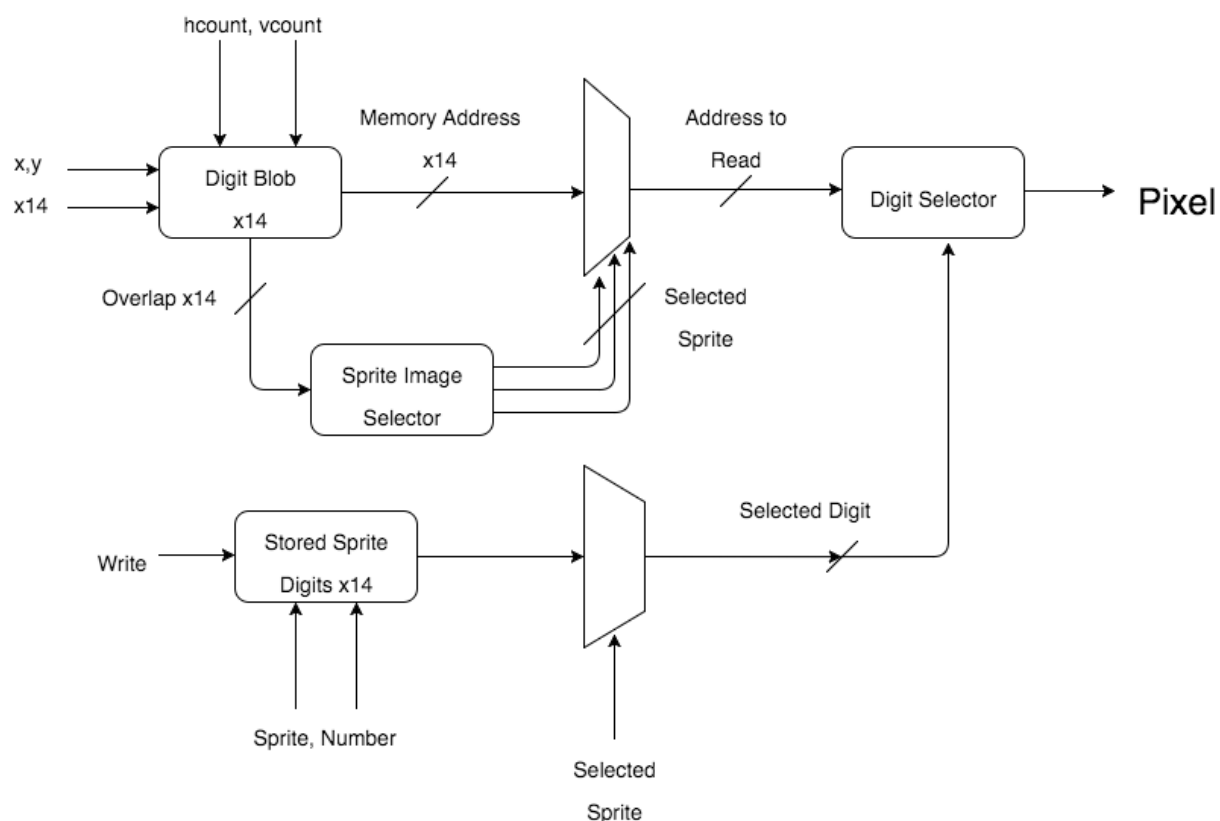 hcount, vcount
x,y
x14
Digit Blob
x14
Memory Address
x14
Address to
Read
Digit Selector
Pixel
Overlap x14
Sprite Image
Selector
Selected
Sprite
Write
Stored Sprite
Digits x14
Selected Digit
Sprite, Number
Selected
Sprite